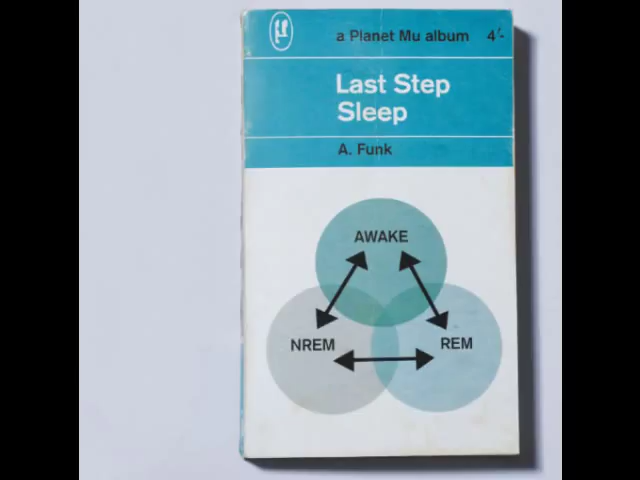 a Planet Mu album 4/-
Last Step
Sleep
A. Funk
AWAKE
NREM
REM